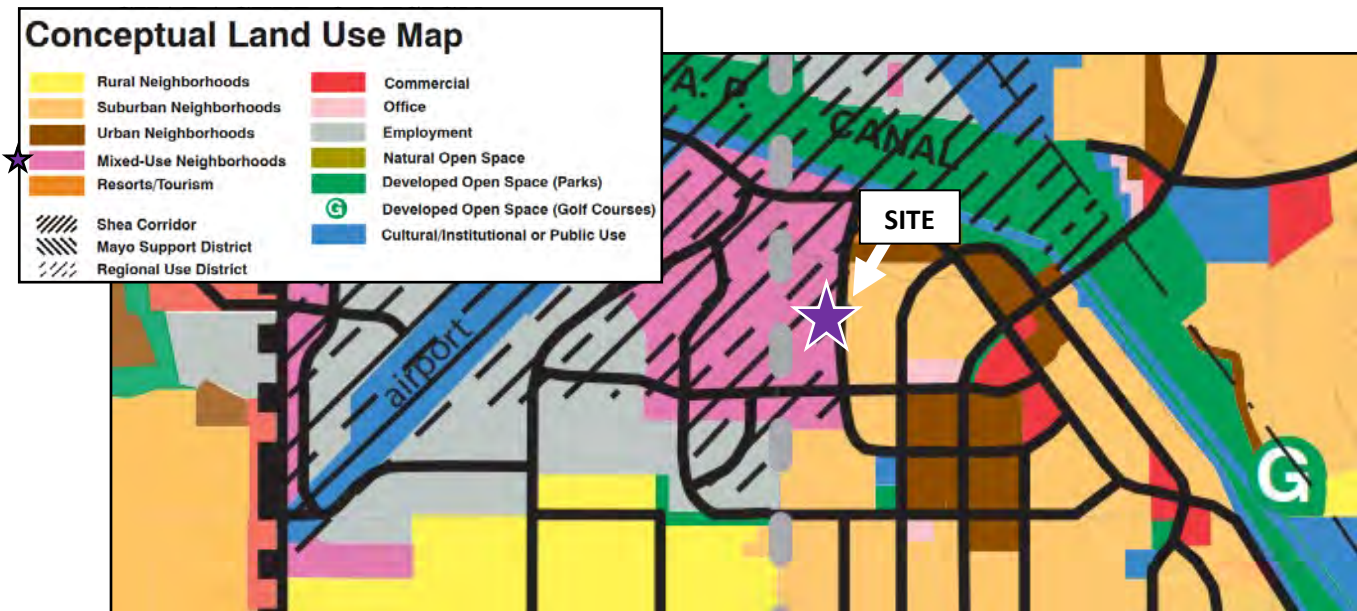 Conceptual Land Use Map
Rural Neighborhoods
Suburban Neighborhoods
Urban Neighborhoods
Mixed-Use Neighborhoods
Resorts/Tourism
Shea Corridor
Mayo Support District
Regional Use District
Commercial
Office
Employment
Natural Open Space
Developed Open Space (Parks)
G Developed Open Space (Golf Courses)
Cultural/Institutional or Public Use
A. P. CANAL
SITE
airport
G